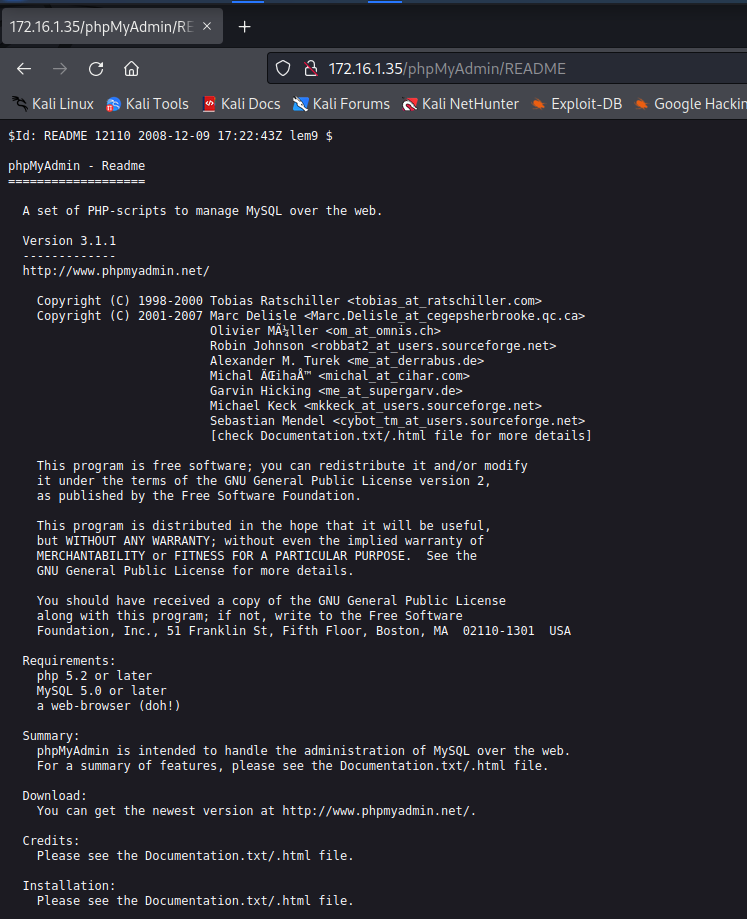 172.16.1.35/phpMyAdmin/RE
172.16.1.35/phpMyAdmin/README
Kali Linux Kali Tools Kali Docs Kali Forums Kali NetHunter Exploit-DB Google Hackin
$Id: README 12110 2008-12-09 17:22:43Z lem9 $
phpMyAdmin - Readme
===================
A set of PHP-scripts to manage MySQL over the web.
Version 3.1.1
-------------
http://www.phpmyadmin.net/
Copyright (C) 1998-2000 Tobias Ratschiller <tobias_at_ratschiller.com>
Copyright (C) 2001-2007 Marc Delisle <Marc.Delisle_at_cegepsherbrooke.qc.ca>
Olivier MÃ¼ller <om_at_omnis.ch>
Robin Johnson <robbat2_at_users.sourceforge.net>
Alexander M. Turek <me_at_derrabus.de>
Michal ÄŒihaÅ™ <michal_at_cihar.com>
Garvin Hicking <me_at_supergarv.de>
Michael Keck <mkkeck_at_users.sourceforge.net>
Sebastian Mendel <cybot_tm_at_users.sourceforge.net>
[check Documentation.txt/.html file for more details]
This program is free software; you can redistribute it and/or modify
it under the terms of the GNU General Public License version 2,
as published by the Free Software Foundation.
This program is distributed in the hope that it will be useful,
but WITHOUT ANY WARRANTY; without even the implied warranty of
MERCHANTABILITY or FITNESS FOR A PARTICULAR PURPOSE.  See the
GNU General Public License for more details.
You should have received a copy of the GNU General Public License
along with this program; if not, write to the Free Software
Foundation, Inc., 51 Franklin St, Fifth Floor, Boston, MA  02110-1301  USA
Requirements:
php 5.2 or later
MySQL 5.0 or later
a web-browser (doh!)
Summary:
phpMyAdmin is intended to handle the administration of MySQL over the web.
For a summary of features, please see the Documentation.txt/.html file.
Download:
You can get the newest version at http://www.phpmyadmin.net/.
Credits:
Please see the Documentation.txt/.html file.
Installation:
Please see the Documentation.txt/.html file.